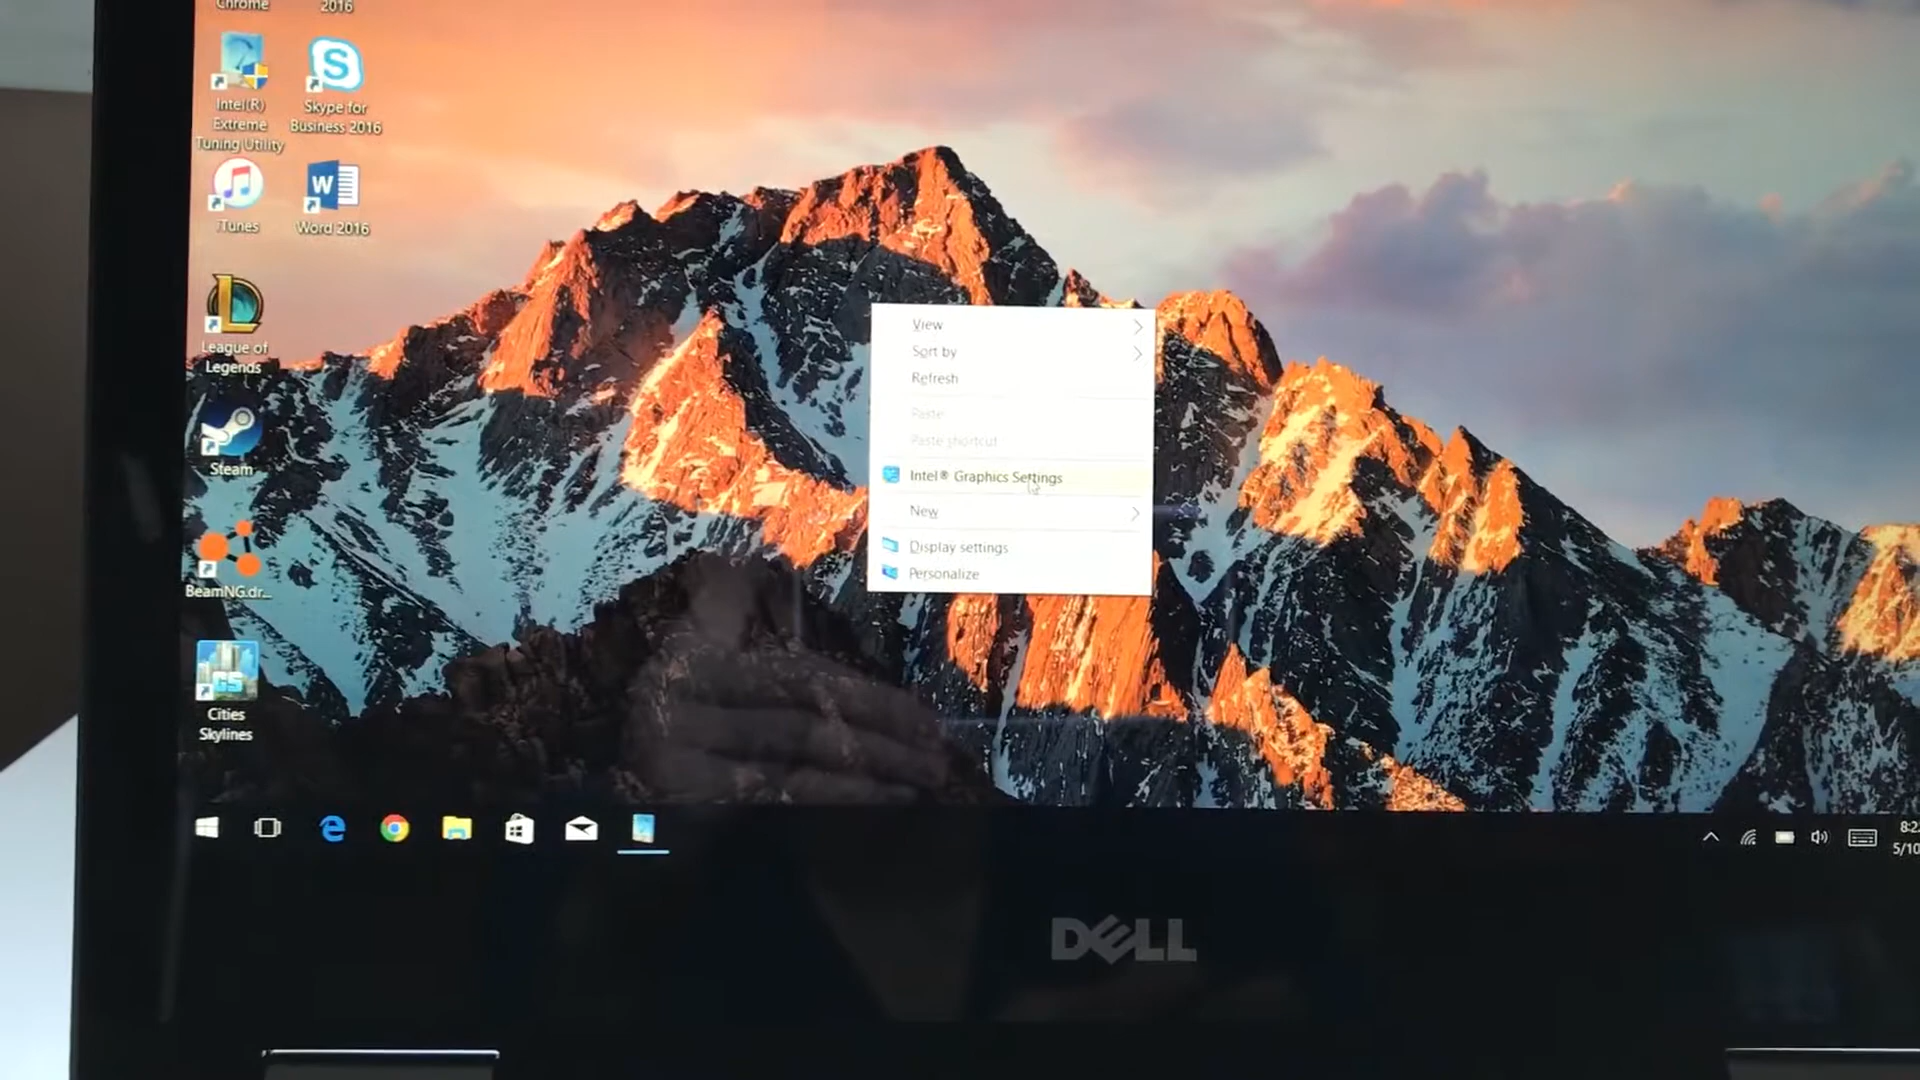 Chrome
2016
Intel(R)
Extreme
Tuning Utility
Skype for
Business 2016
iTunes
Word 2016
League of
Legends
Steam
BeamNG.dr...
Cities
Skylines
View
Sort by
Refresh
Paste
Paste shortcut
Intel® Graphics Settings
New
Display settings
Personalize
DELL